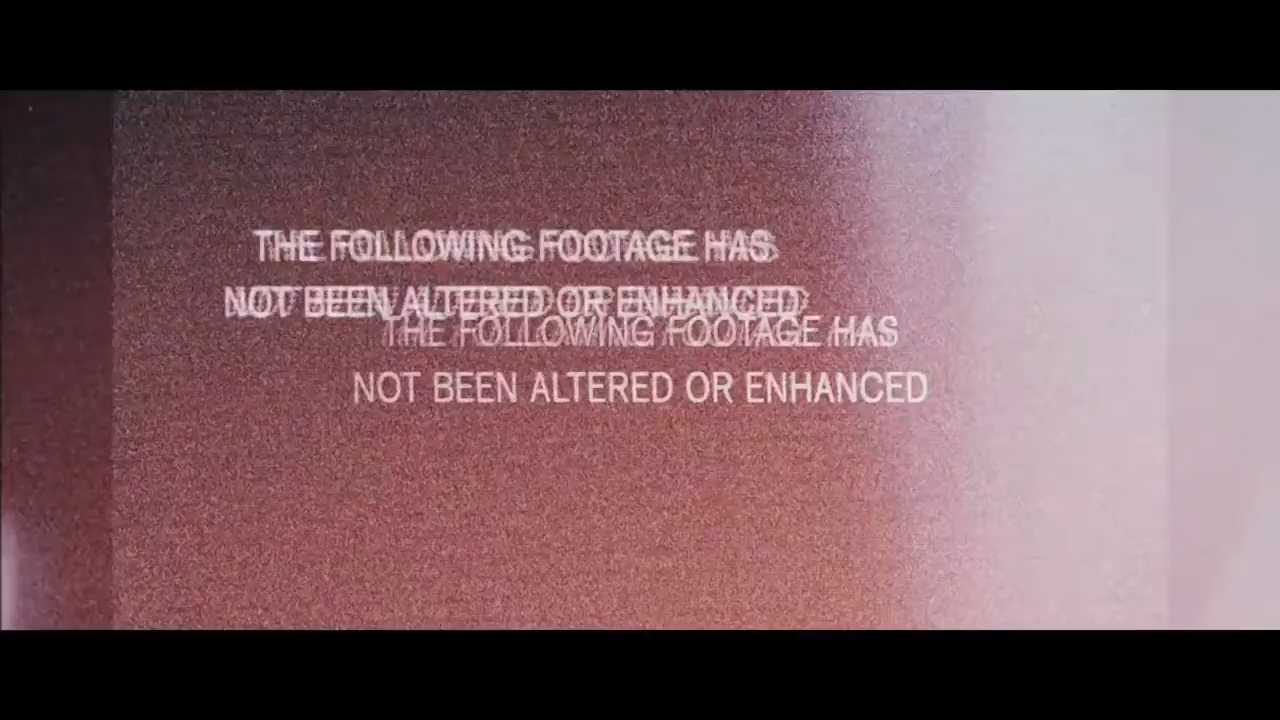 THE FOLLOWING FOOTAGE HAS
NOT BEEN ALTERED OR ENHANCED
THE FOLLOWING FOOTAGE HAS
NOT BEEN ALTERED OR ENHANCED